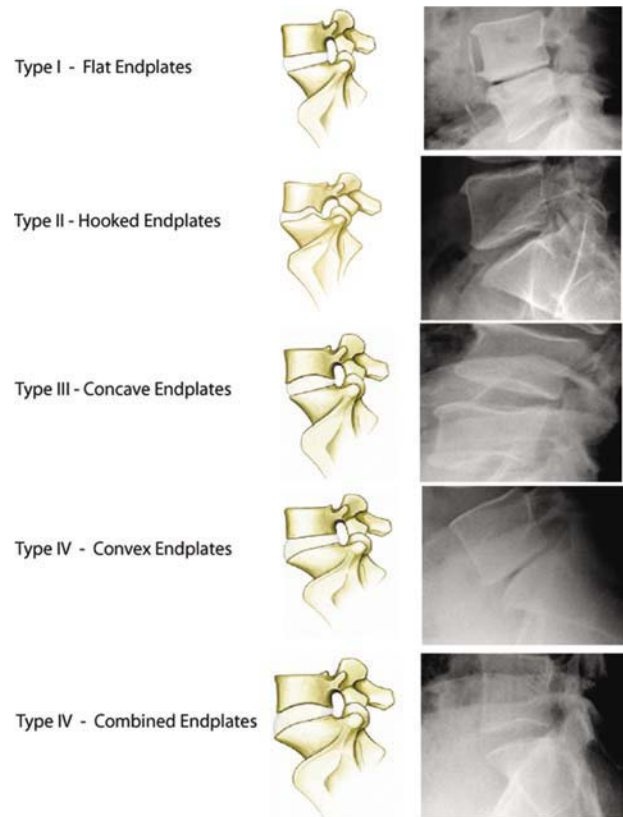 Type I - Flat Endplates
Type II - Hooked Endplates
Type III - Concave Endplates
Type IV - Convex Endplates
Type IV - Combined Endplates